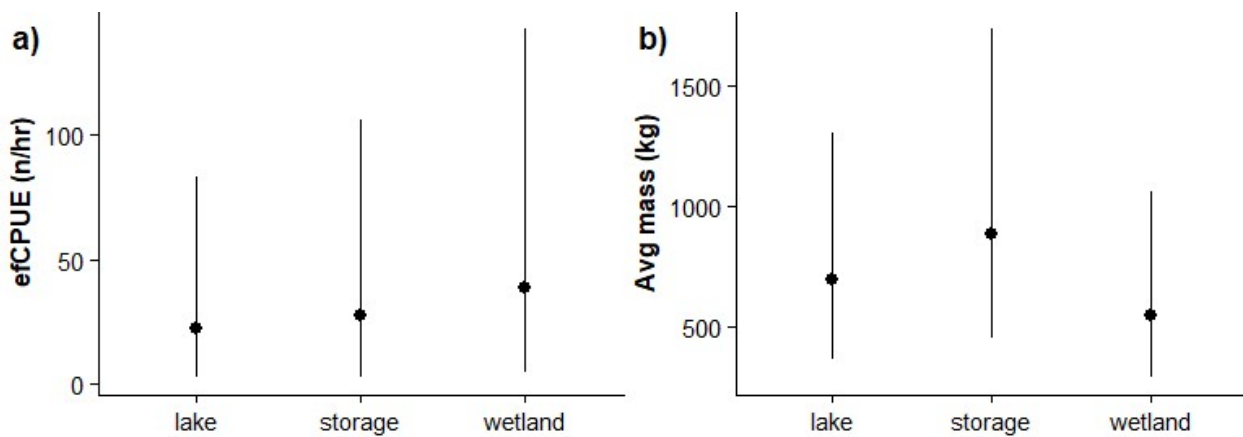 a)
efCPUE (n/hr)
100
50
0
lake storage wetland
b)
Avg mass (kg)
1500
1000
500
lake storage wetland